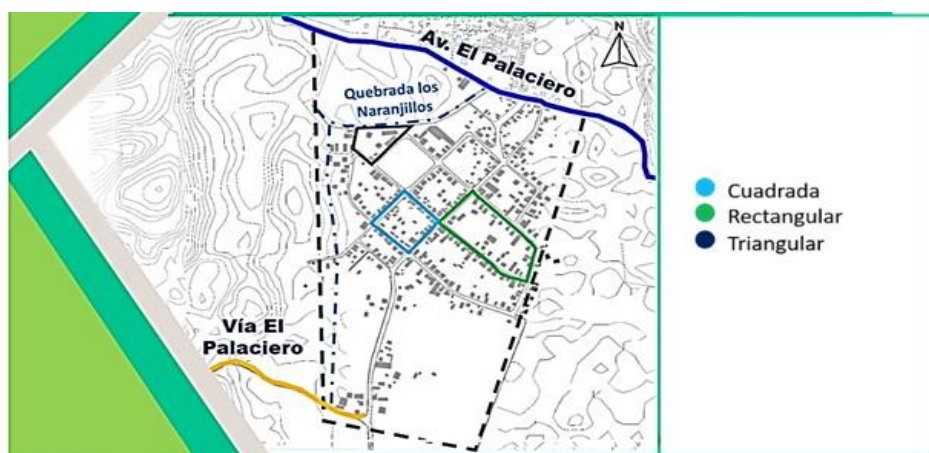 N
Av. El Palaciero
Quebrada los
Naranjillos
Vía El
Palaciero
Cuadrada
Rectangular
Triangular